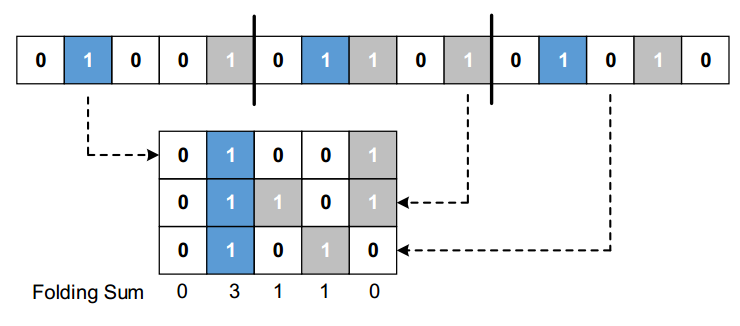 0 1 0 0 1 0 1 1 0 1 0 1 0 1 0
0 1 0 0 1
0 1 1 0 1
0 1 0 1 0
Folding Sum 0 3 1 1 0